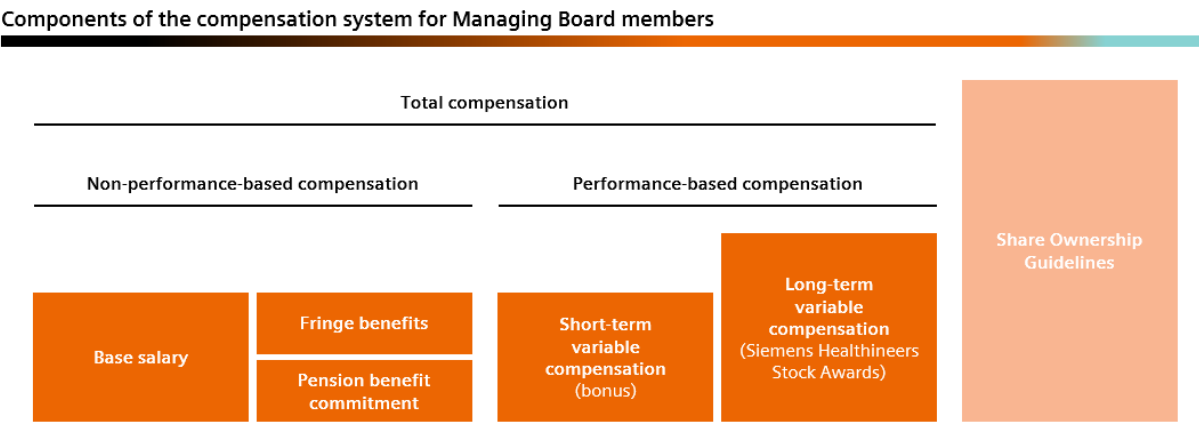 Components of the compensation system for Managing Board members
Total compensation
Non-performance-based compensation
Performance-based compensation
Base salary
Fringe benefits
Pension benefit
commitment
Short-term
variable
compensation
(bonus)
Long-term
variable
compensation
(Siemens Healthineers
Stock Awards)
Share Ownership
Guidelines